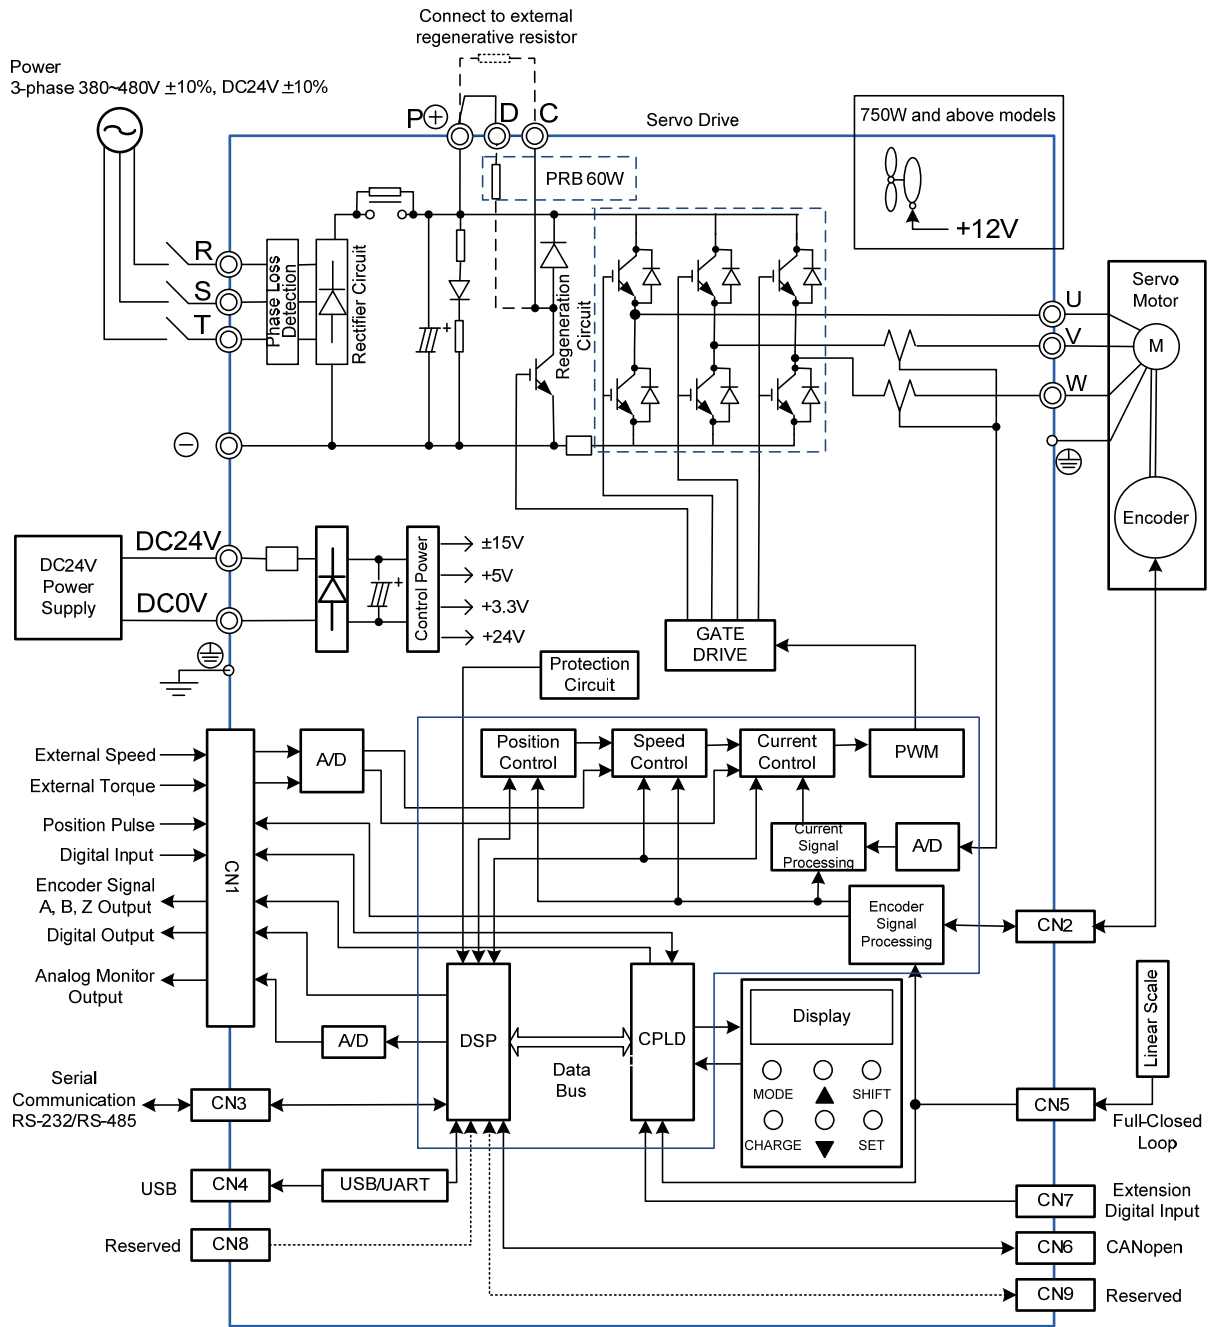 Connect to external
regenerative resistor
Power
3-phase 380~480V ±10%, DC24V ±10%
P⊕
D
C
Servo Drive
750W and above models
+12V
PRB 60W
R
S
T
Phase Loss
Detection
Rectifier Circuit
Regeneration
Circuit
+
U
V
W
Servo
Motor
M
Encoder
DC24V
Power
Supply
DC24V
DC0V
+
Control Power
±15V
+5V
+3.3V
+24V
GATE
DRIVE
Protection
Circuit
External Speed
External Torque
Position Pulse
Digital Input
Encoder Signal
A, B, Z Output
Digital Output
Analog Monitor
Output
CN1
A/D
Position
Control
Speed
Control
Current
Control
PWM
Current
Signal
Processing
A/D
Encoder
Signal
Processing
CN2
A/D
DSP
Data
Bus
CPLD
Display
MODE
SHIFT
CHARGE
SET
Linear Scale
Serial
Communication
RS-232/RS-485
CN3
CN5
Full-Closed
Loop
USB
CN4
USB/UART
CN7
Extension
Digital Input
Reserved
CN8
CN6
CANopen
CN9
Reserved